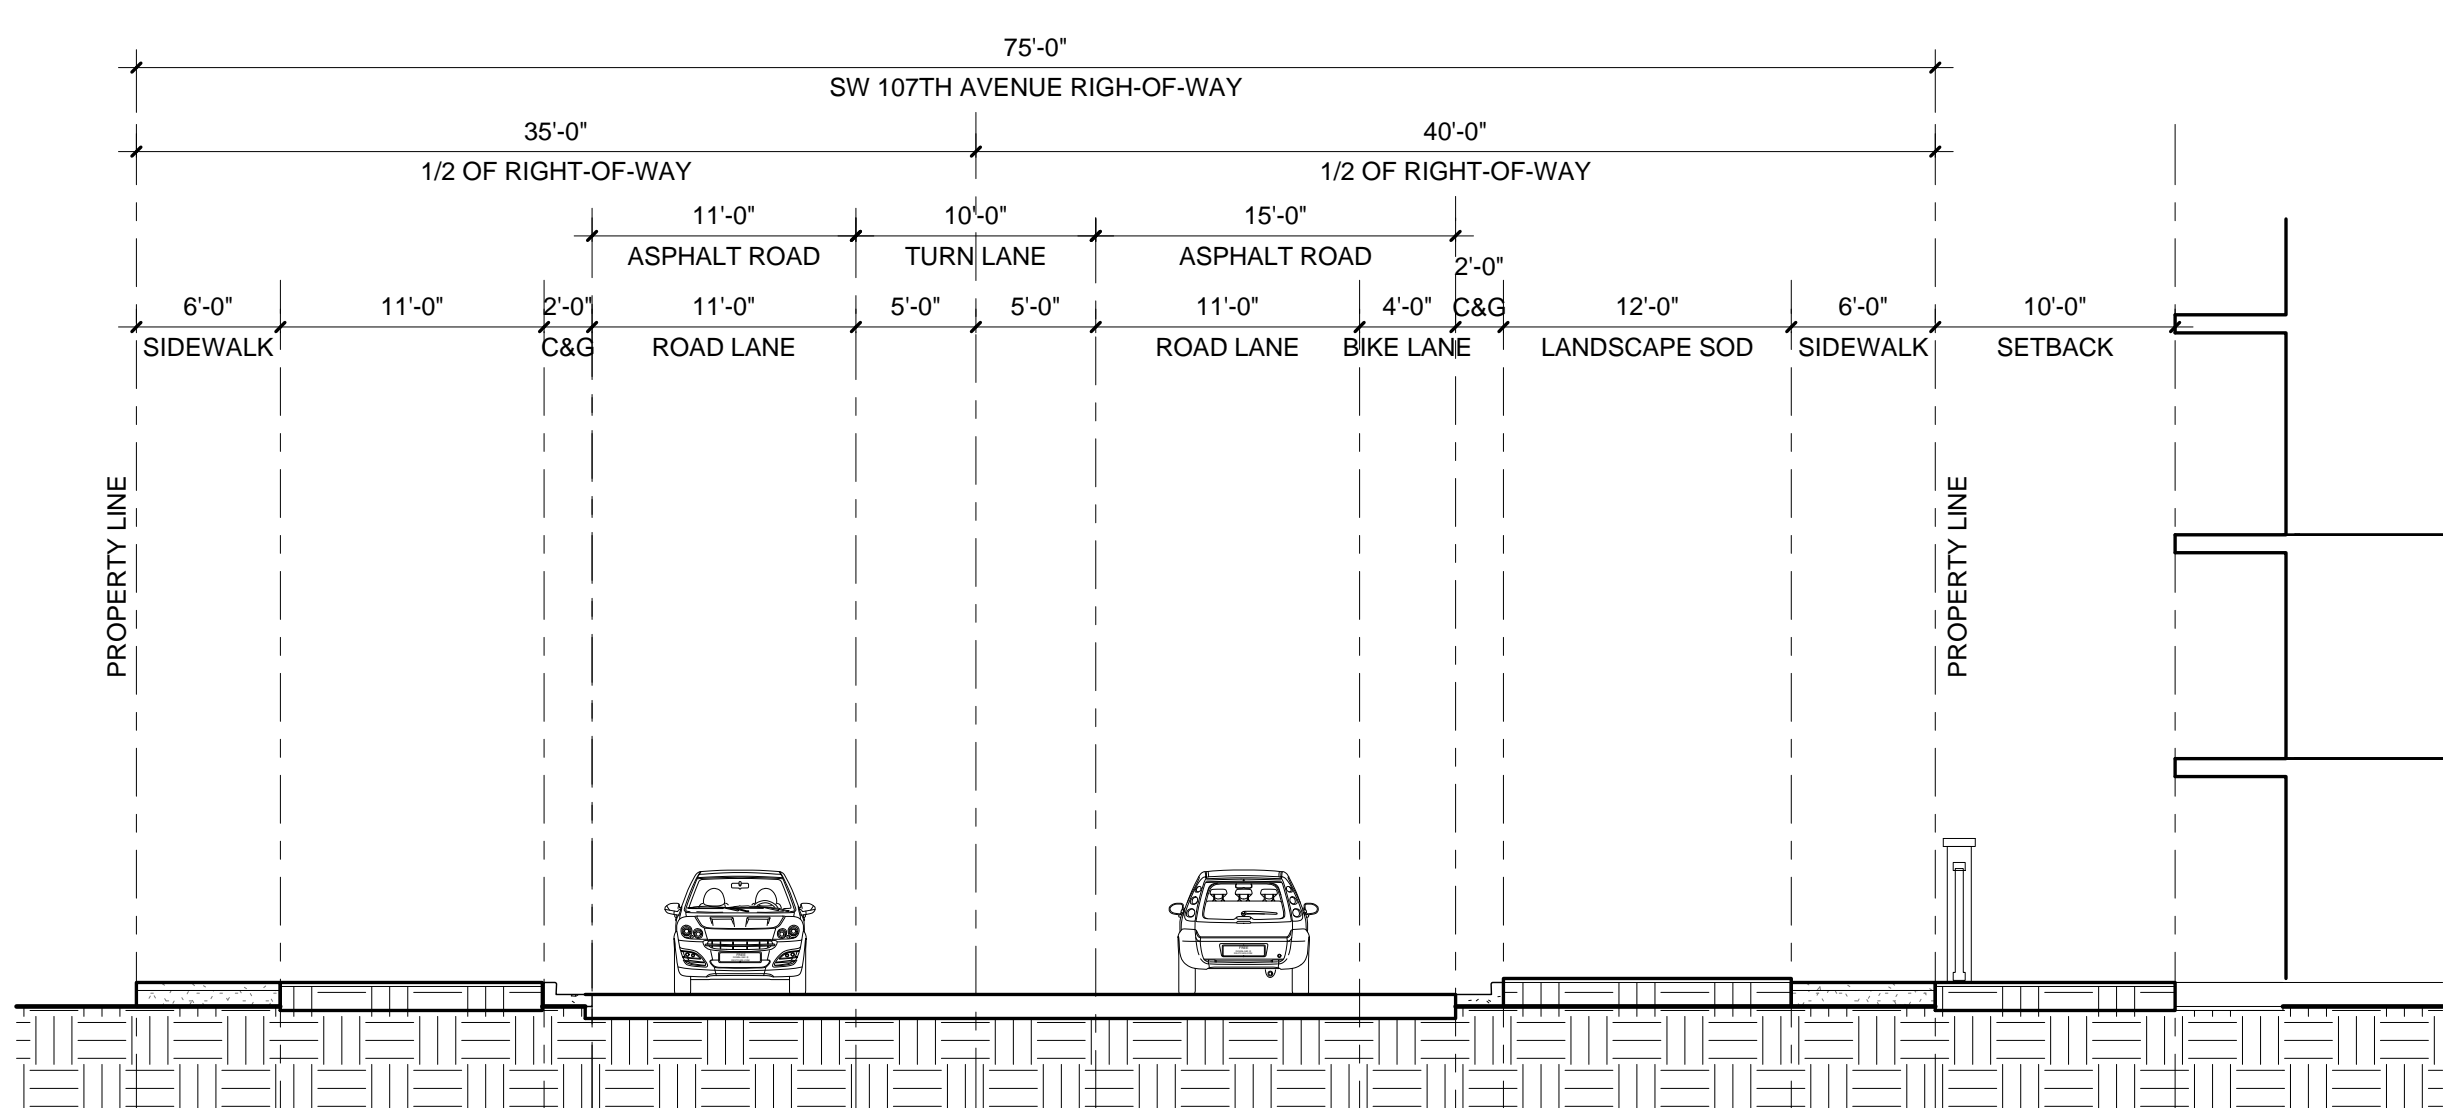 75'-0"
SW 107TH AVENUE RIGH-OF-WAY
35'-0"
40'-0"
1/2 OF RIGHT-OF-WAY
1/2 OF RIGHT-OF-WAY
11'-0"
10'-0"
15'-0"
ASPHALT ROAD
TURN LANE
ASPHALT ROAD
2'-0"
C&G
6'-0"
11'-0"
2'-0"
11'-0"
5'-0"
5'-0"
11'-0"
4'-0"
12'-0"
6'-0"
10'-0"
SIDEWALK
C&G
ROAD LANE
ROAD LANE
BIKE LANE
LANDSCAPE SOD
SIDEWALK
SETBACK
PROPERTY LINE
PROPERTY LINE